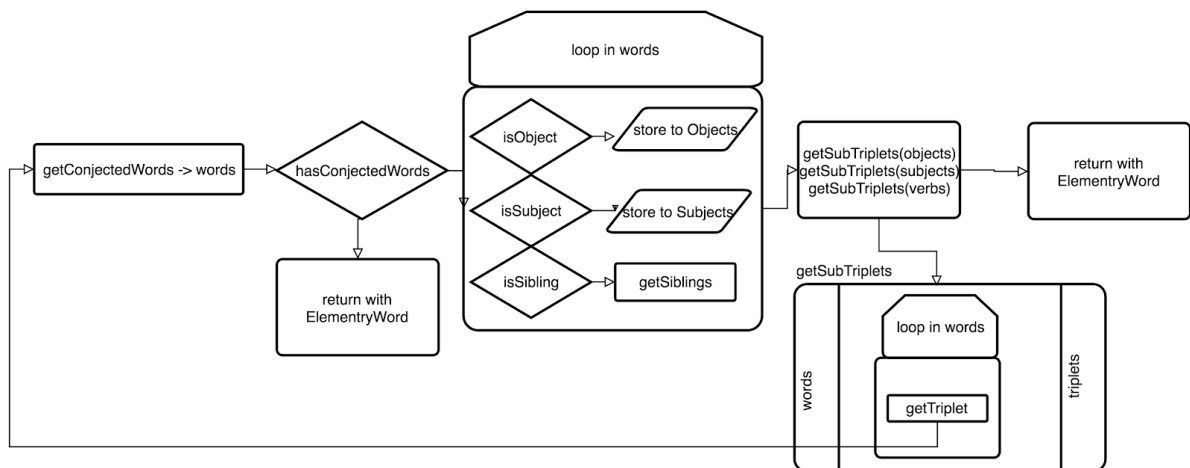 loop in words
isObject
store to Objects
getConjectedWords -> words
hasConjectedWords
getSubTriplets(objects)
getSubTriplets(subjects)
getSubTriplets(verbs)
return with
ElementryWord
isSubject
store to Subjects
isSibling
getSiblings
return with
ElementryWord
getSubTriplets
loop in words
words
triplets
getTriplet